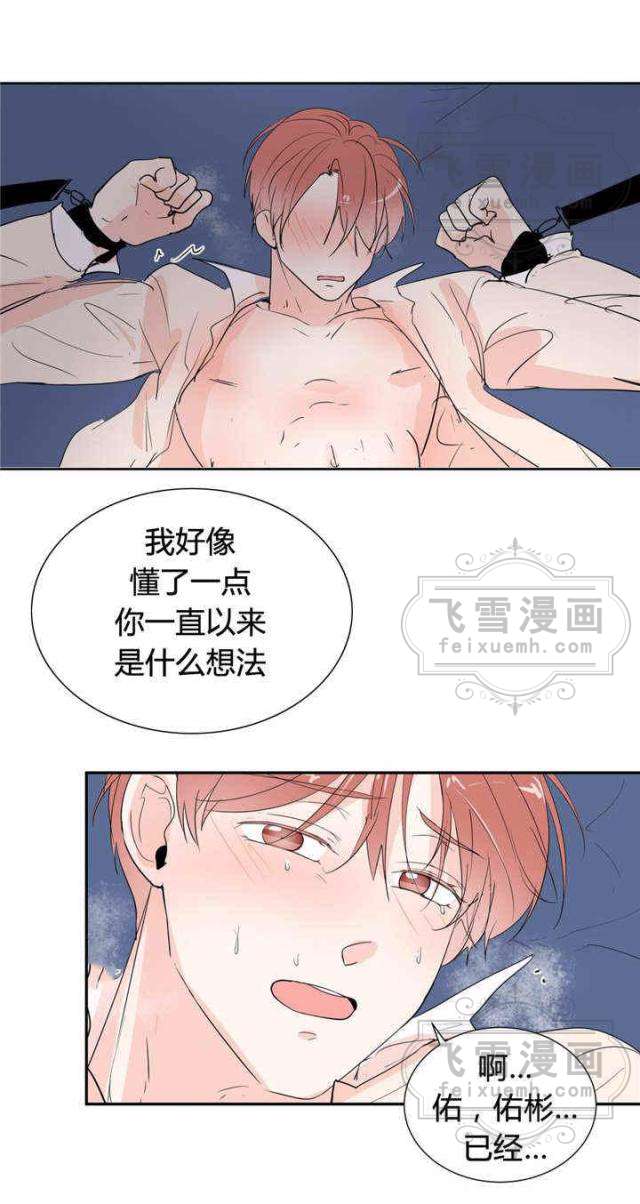 飞雪漫画
feixuemh.com
我好像
懂了一点
你一直以来
是什么想法
飞雪漫画
feixuemh.com
啊...
佑，佑彬...
已经...
飞雪漫画
feixuemh.com